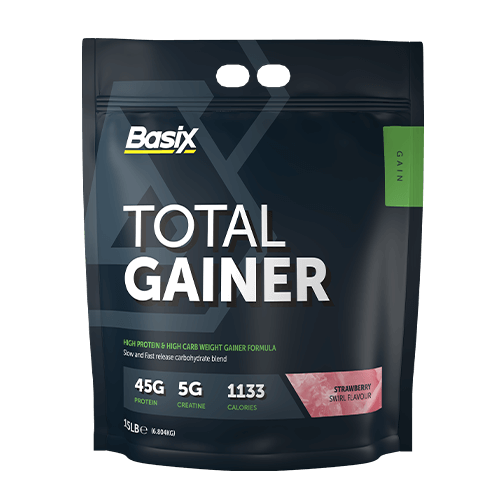 Basix
GAIN
TOTAL
GAINER
HIGH PROTEIN & HIGH CARB WEIGHT GAINER FORMULA
Slow and Fast release carbohydrate blend
45G
PROTEIN
5G
CREATINE
1133
CALORIES
STRAWBERRY
SWIRL FLAVOUR
15LB℮ (6.804KG)